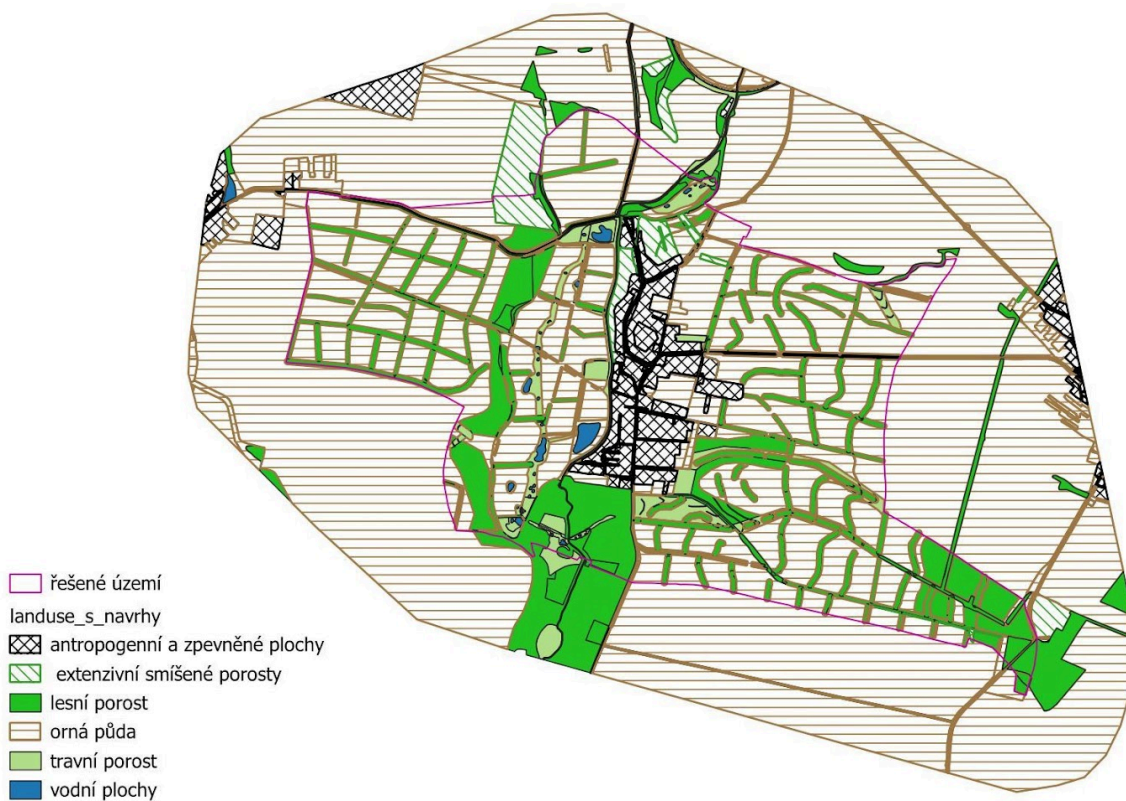 řešené území
landuse_s_navrhy
antropogenní a zpevněné plochy
extenzivní smíšené porosty
lesní porost
orná půda
travní porost
vodní plochy